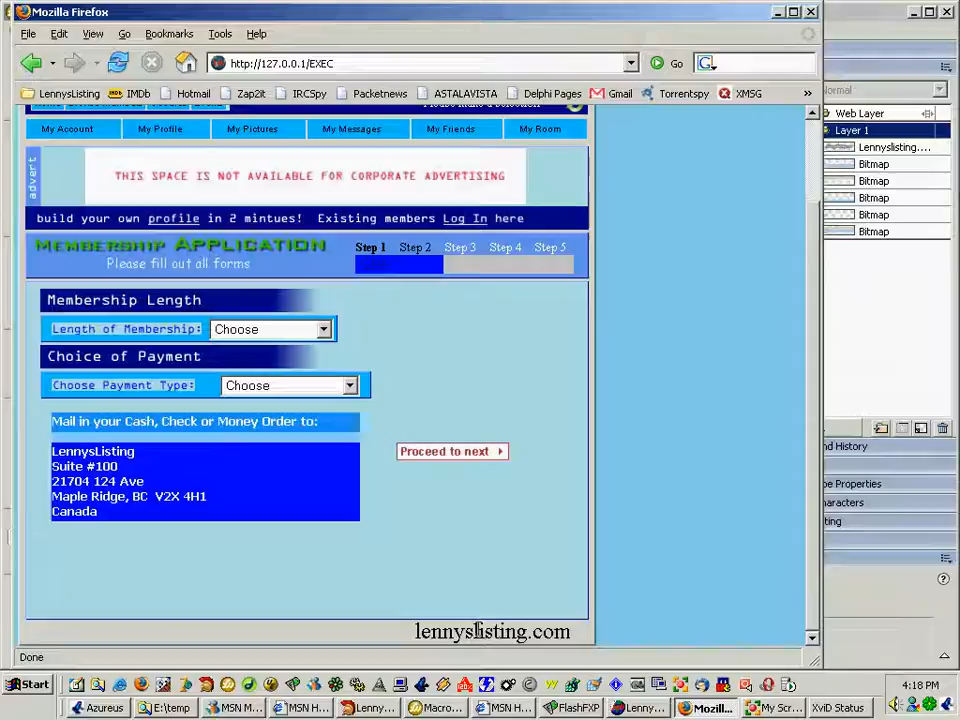 Mozilla Firefox
File Edit View Go Bookmarks Tools Help
http://127.0.0.1/EXEC Go
LennysListing IMDb Hotmail Zap2it IRCSpy Packetnews ASTALAVISTA Delphi Pages Gmail Torrentspy XMSG »
My Account My Profile My Pictures My Messages My Friends My Room
advert
THIS SPACE IS NOT AVAILABLE FOR CORPORATE ADVERTISING
build your own profile in 2 mintues! Existing members Log In here
Membership Application
Please fill out all forms
Step 1 Step 2 Step 3 Step 4 Step 5
Membership Length
Length of Membership: Choose
Choice of Payment
Choose Payment Type: Choose
Mail in your Cash, Check or Money Order to:
LennysListing
Suite #100
21704 124 Ave
Maple Ridge, BC V2X 4H1
Canada
Proceed to next
lennyslisting.com
Done
Web Layer
Layer 1
Lennyslisting....
Bitmap
Bitmap
Bitmap
Bitmap
Bitmap
and History
Properties
Start
4:18 PM
Azureus E:\temp MSN M... MSN H... Lenny... Macro... MSN H... FlashFXP Lenny... Mozill... My Scr... XviD Status